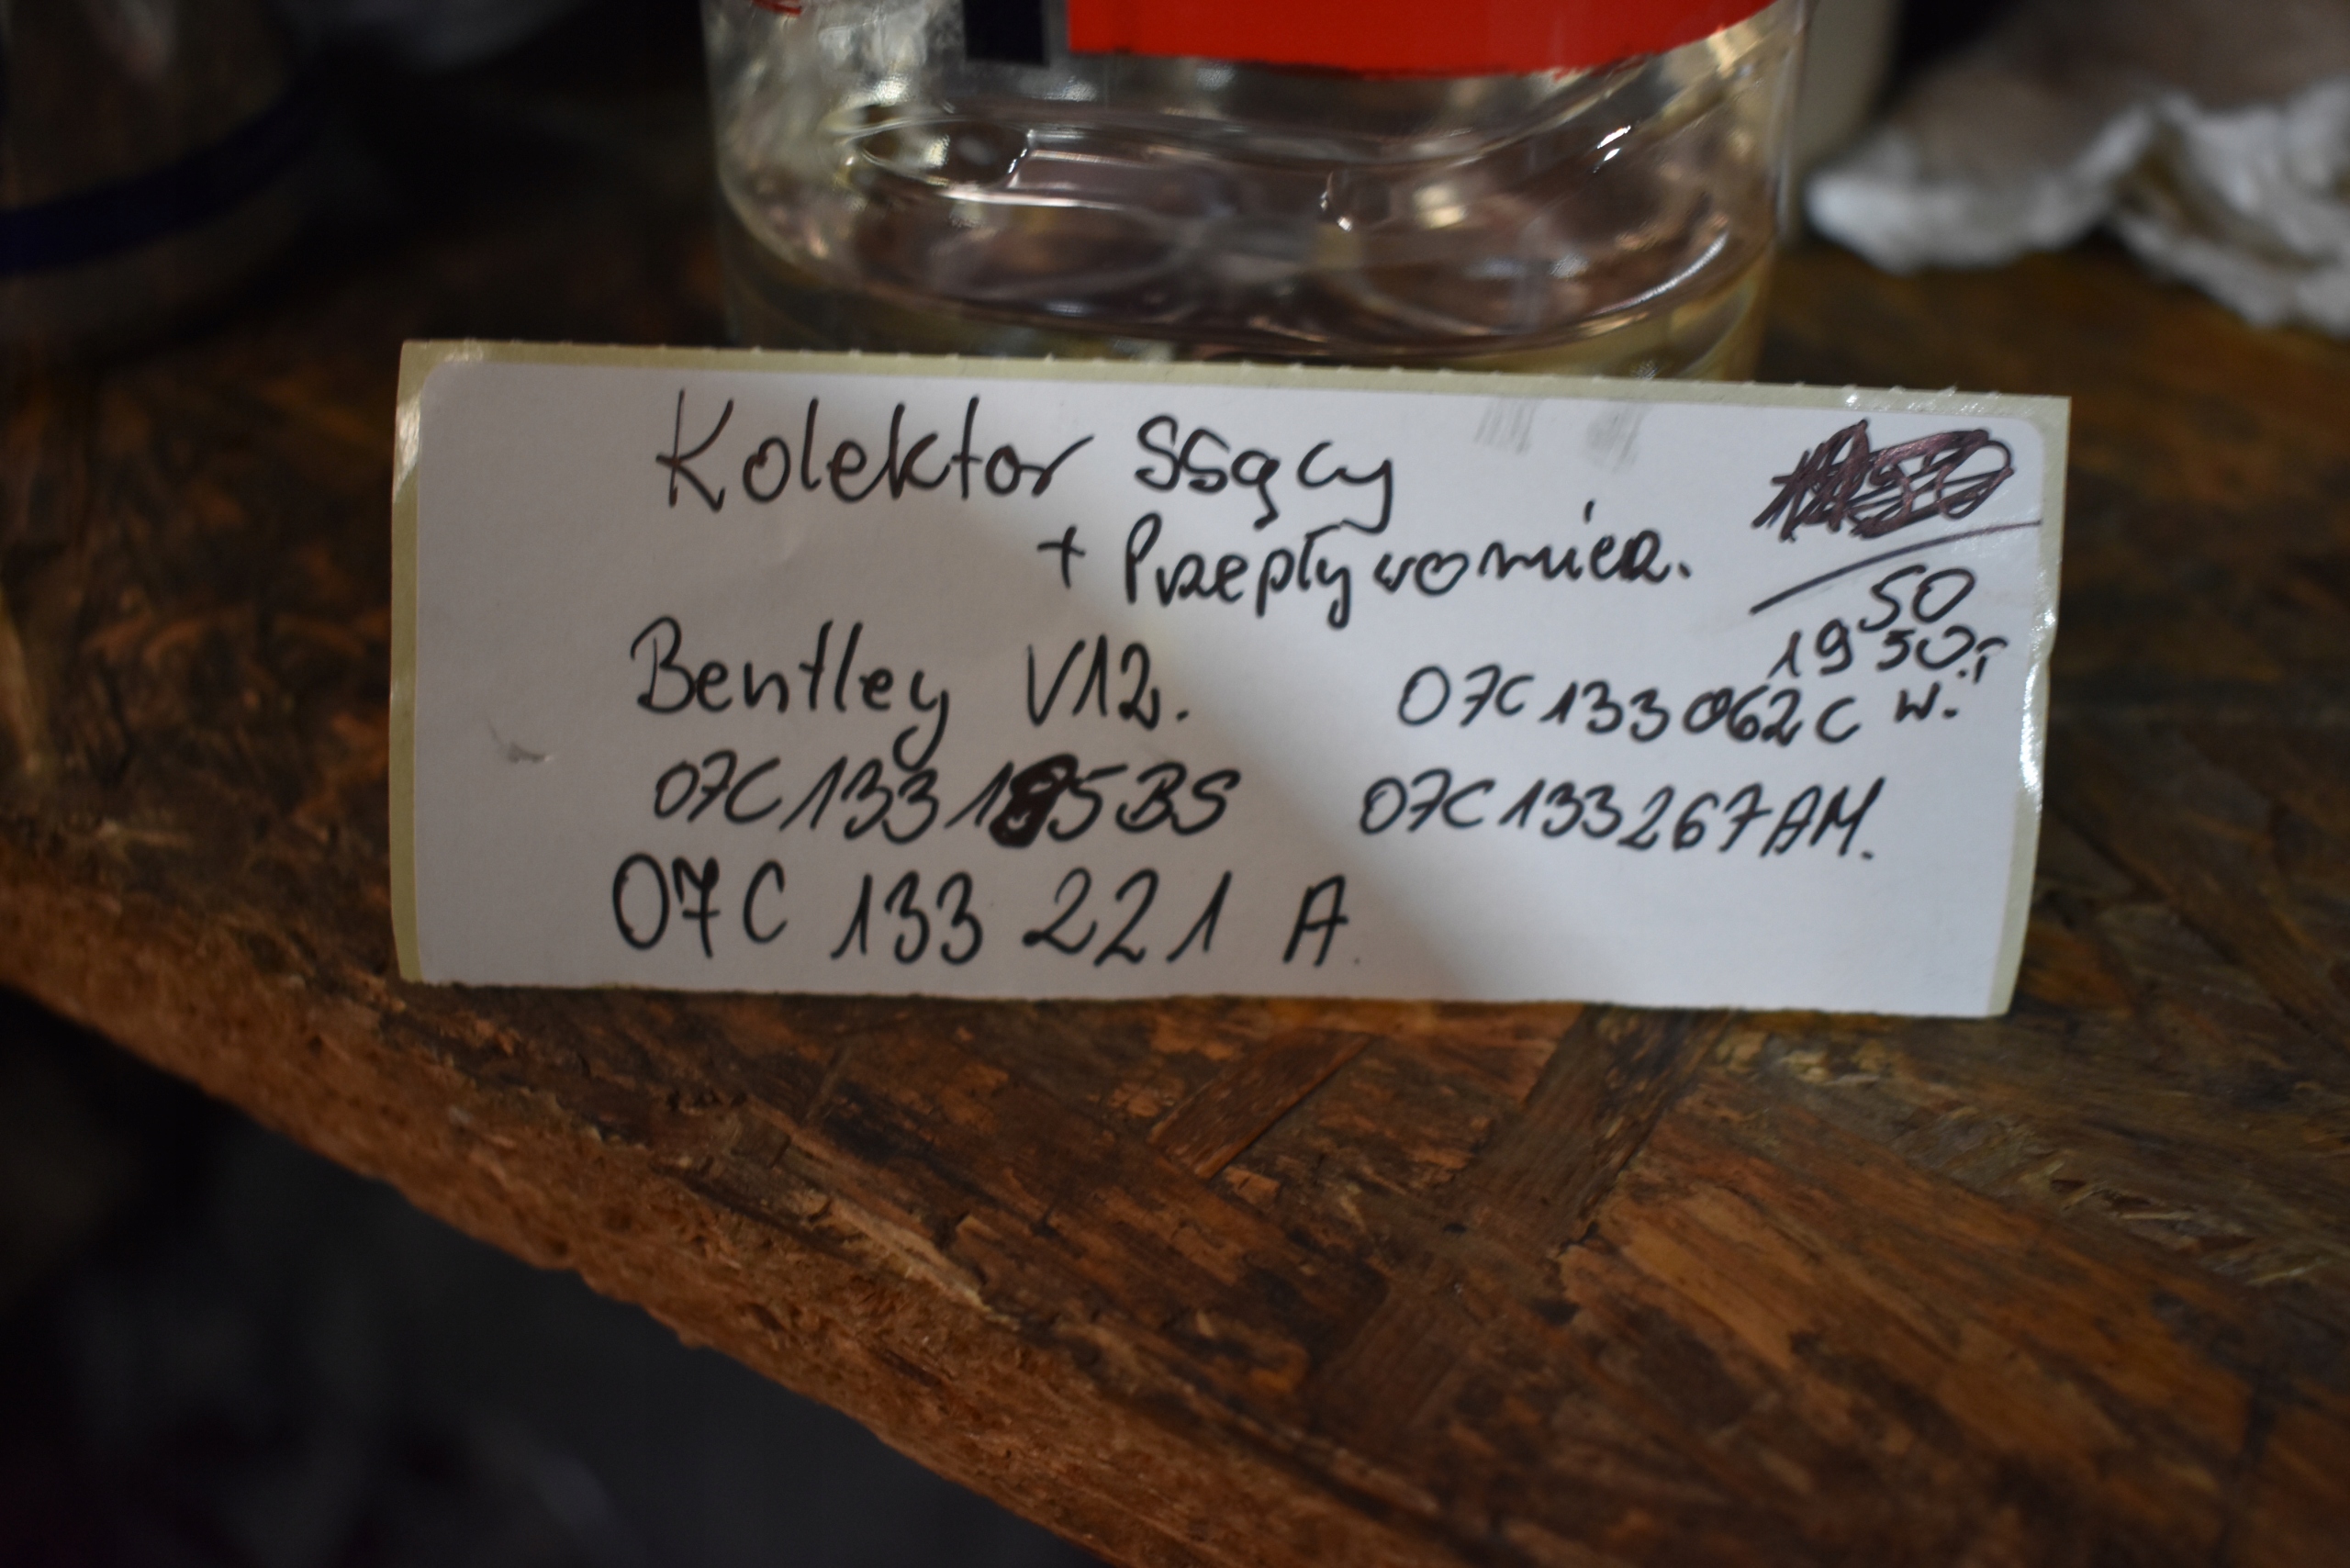 Kolektor ssący
+ Przepływomierz.
50
1950.-
Bentley V12.
07C133062C W.
07C133185BS 07C133267AM.
07C 133 221 A.